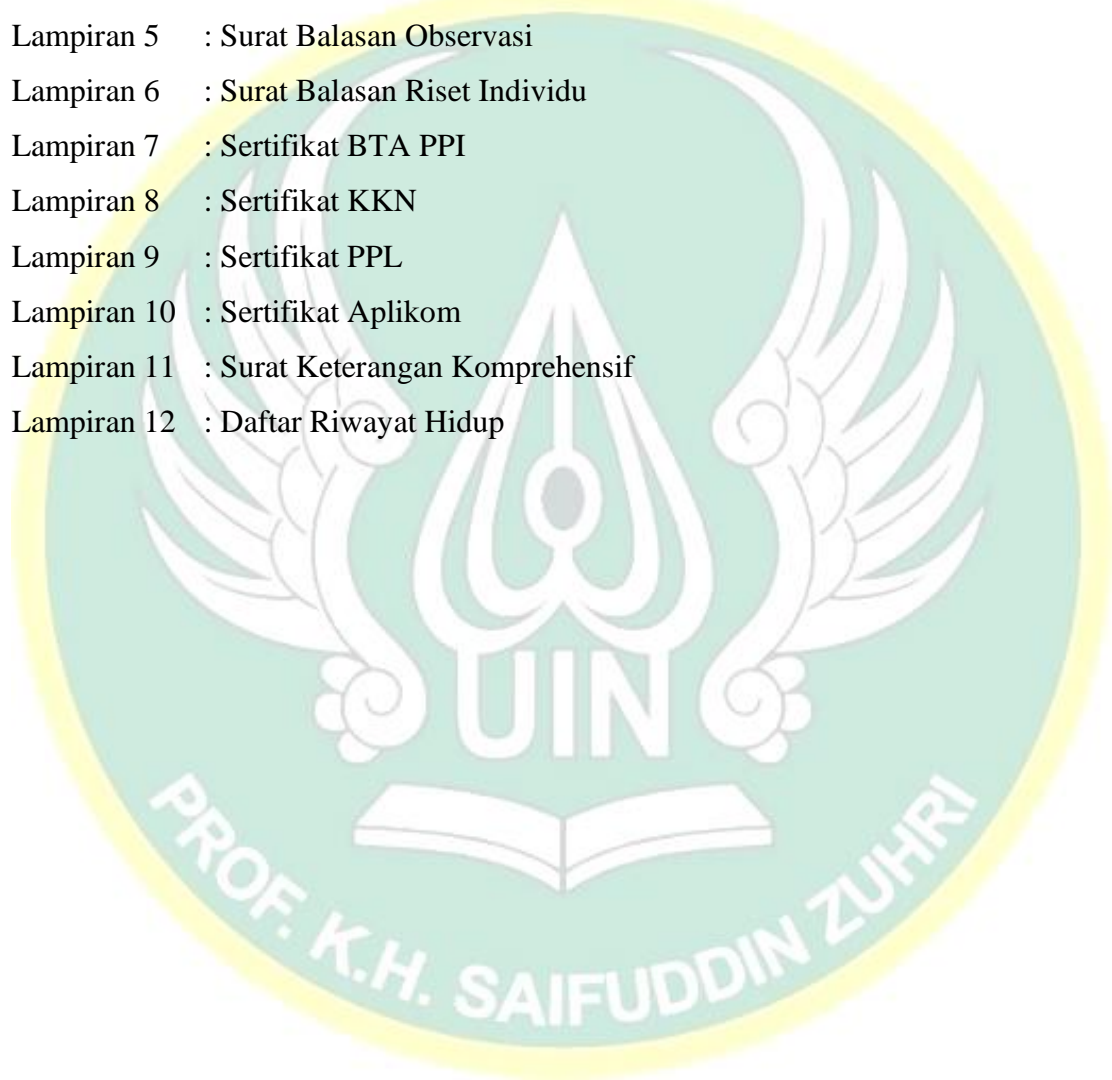 Lampiran 5 : Surat Balasan Observasi
Lampiran 6 : Surat Balasan Riset Individu
Lampiran 7 : Sertifikat BTA PPI
Lampiran 8 : Sertifikat KKN
Lampiran 9 : Sertifikat PPL
Lampiran 10 : Sertifikat Aplikom
Lampiran 11 : Surat Keterangan Komprehensif
Lampiran 12 : Daftar Riwayat Hidup
UIN
PROF. K.H. SAIFUDDIN ZUHRI